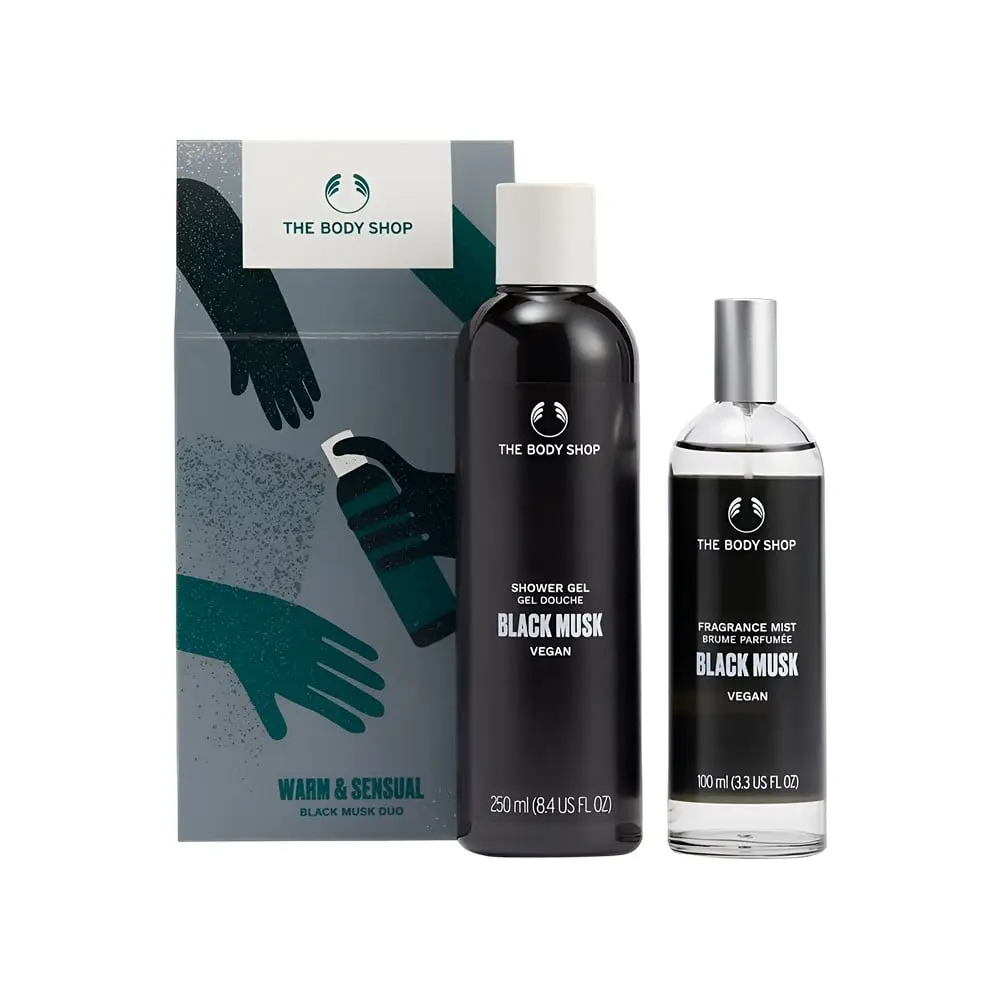 THE BODY SHOP
WARM & SENSUAL
BLACK MUSK DUO
THE BODY SHOP
SHOWER GEL
GEL DOUCHE
BLACK MUSK
VEGAN
250 ml (8.4 US FL OZ)
THE BODY SHOP
FRAGRANCE MIST
BRUME PARFUMÉE
BLACK MUSK
VEGAN
100 ml (3.3 US FL OZ)